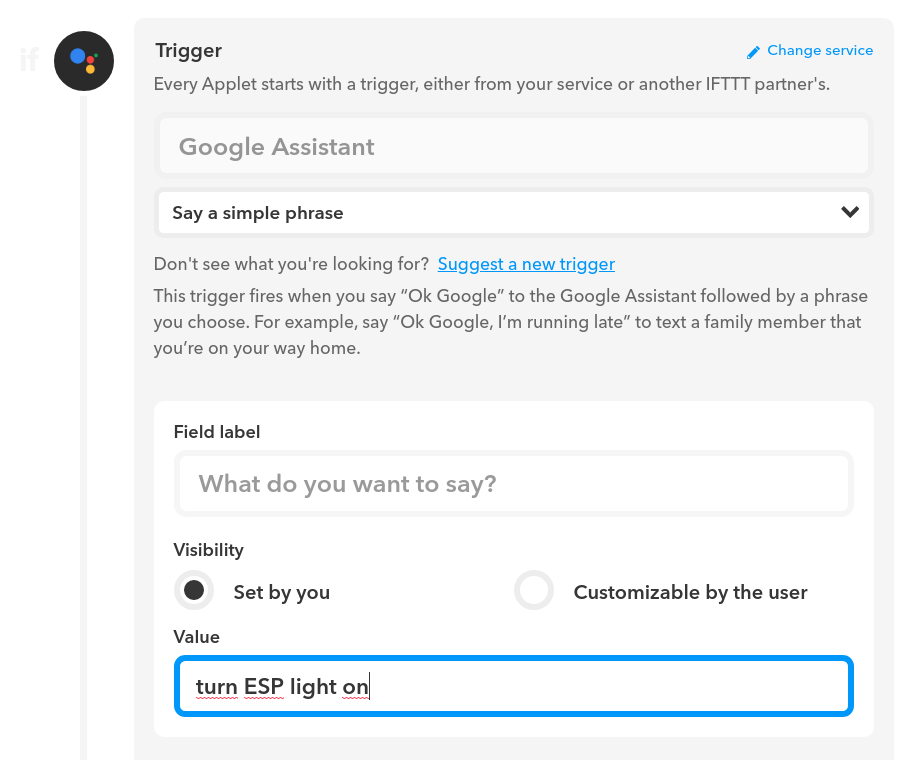 if
Trigger
Change service
Every Applet starts with a trigger, either from your service or another IFTTT partner's.
Google Assistant
Say a simple phrase
Don't see what you're looking for? Suggest a new trigger
This trigger fires when you say “Ok Google” to the Google Assistant followed by a phrase
you choose. For example, say “Ok Google, I’m running late” to text a family member that
you’re on your way home.
Field label
What do you want to say?
Visibility
Set by you
Customizable by the user
Value
turn ESP light on